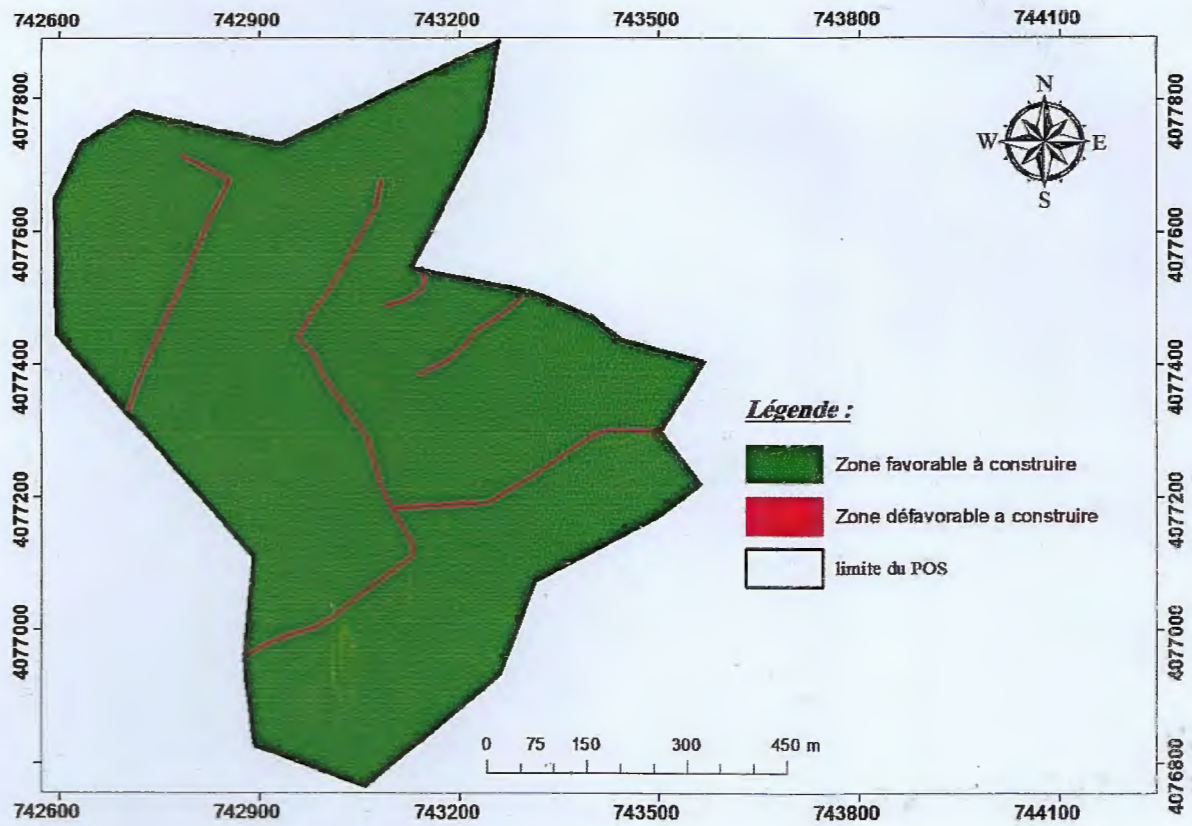 742600 742900 743200 743500 743800 744100
4077800 4077800
N
W E
S
4077600 4077600
4077400 4077400
Légende :
Zone favorable à construire
4077200 4077200
Zone défavorable a construire
limite du POS
4077000 4077000
0 75 150 300 450 m
4076800
742600 742900 743200 743500 743800 744100